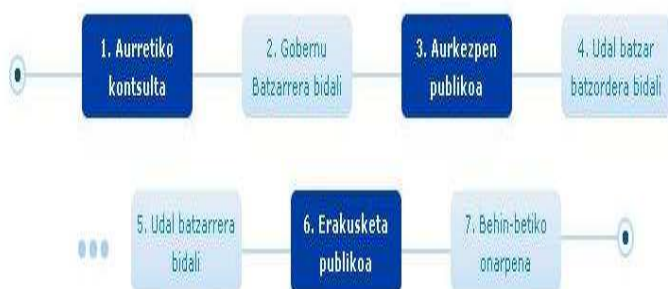 1. Aurretiko
kontsulta
2. Gobernu
Batzarrera bidali
3. Aurkezpen
publikoa
4. Udal batzar
batzordera bidali
5. Udal batzarrera
bidali
6. Erakusketa
publikoa
7. Behin-betiko
onarpena